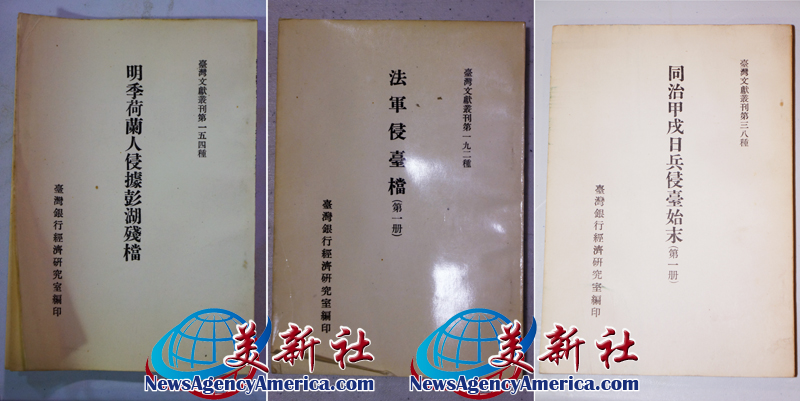 臺灣文獻叢刊第一五四種
明季荷蘭人侵據彭湖殘檔
臺灣銀行經濟研究室編印
臺灣文獻叢刊第一九二種
法軍侵臺檔(第一册)
臺灣銀行經濟研究室編印
臺灣文獻叢刊第三八種
同治甲戌日兵侵臺始末(第一册)
臺灣銀行經濟研究室編印
美新社
NewsAgencyAmerica.com
美新社
NewsAgencyAmerica.com